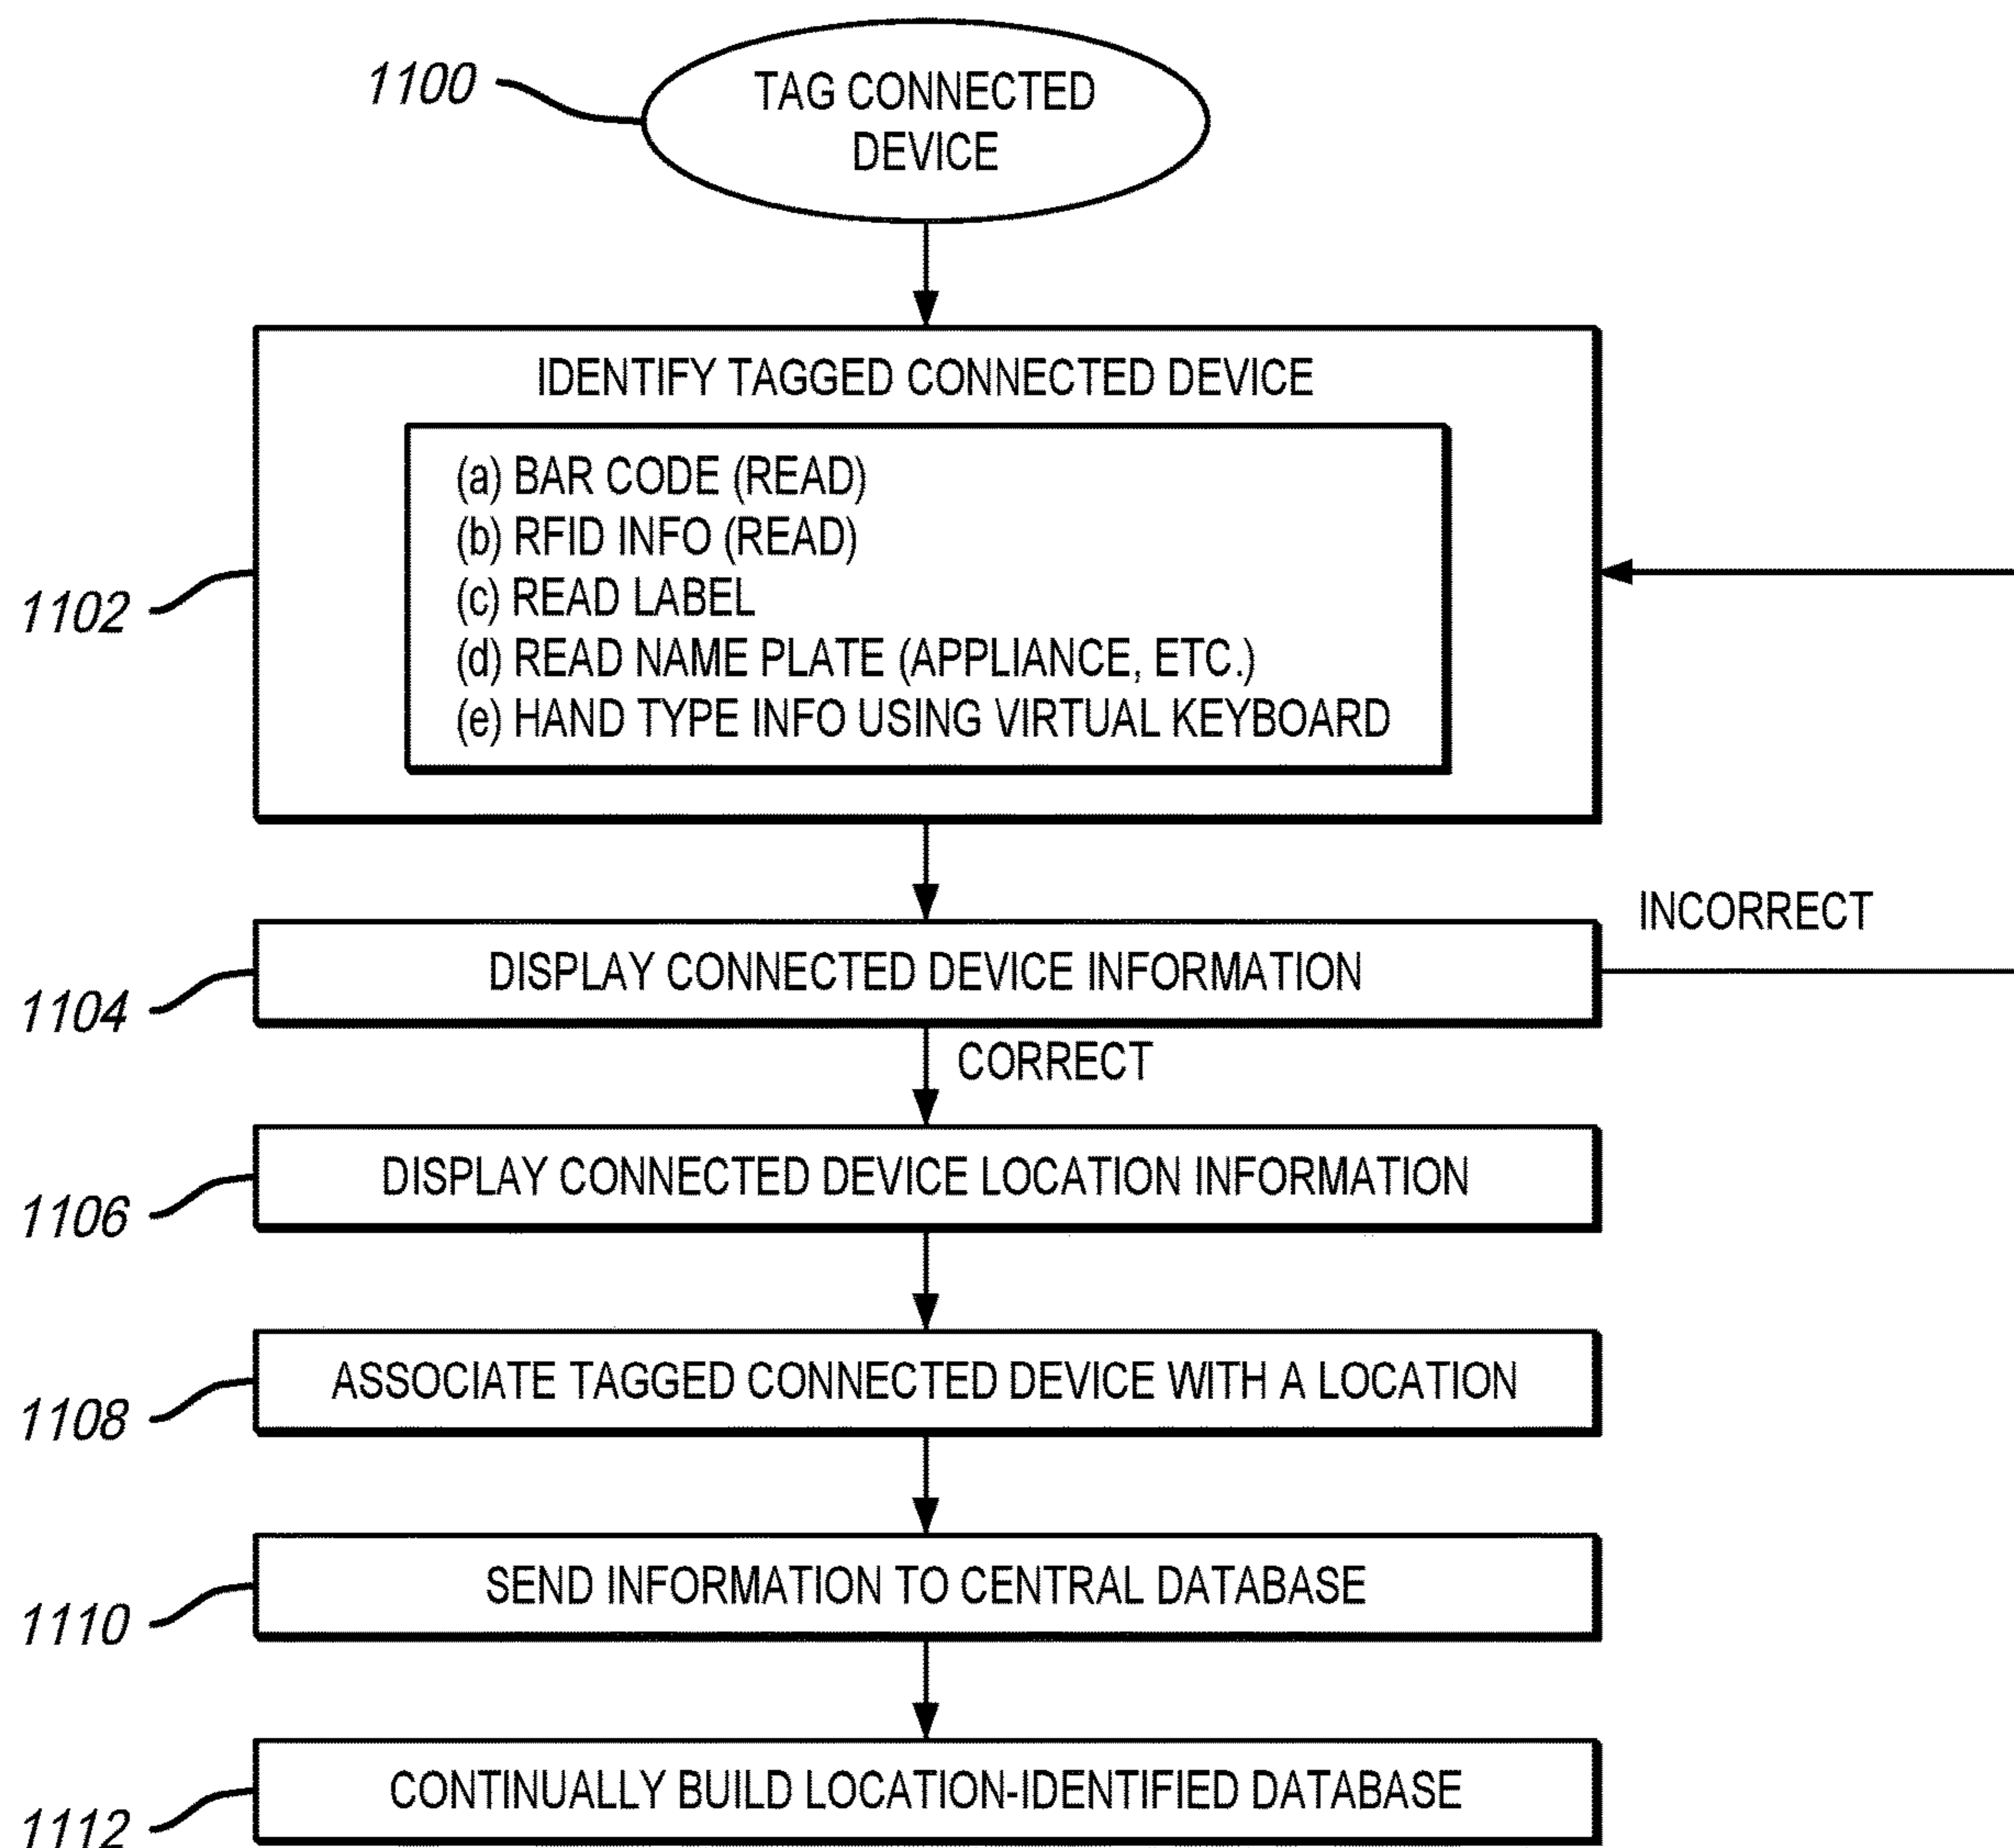 1100
TAG CONNECTED
DEVICE
IDENTIFY TAGGED CONNECTED DEVICE
(a) BAR CODE (READ)
(b) RFID INFO (READ)
(c) READ LABEL
(d) READ NAME PLATE (APPLIANCE, ETC.)
(e) HAND TYPE INFO USING VIRTUAL KEYBOARD
1102
INCORRECT
DISPLAY CONNECTED DEVICE INFORMATION
1104
CORRECT
DISPLAY CONNECTED DEVICE LOCATION INFORMATION
1106
ASSOCIATE TAGGED CONNECTED DEVICE WITH A LOCATION
1108
SEND INFORMATION TO CENTRAL DATABASE
1110
CONTINUALLY BUILD LOCATION-IDENTIFIED DATABASE
1112